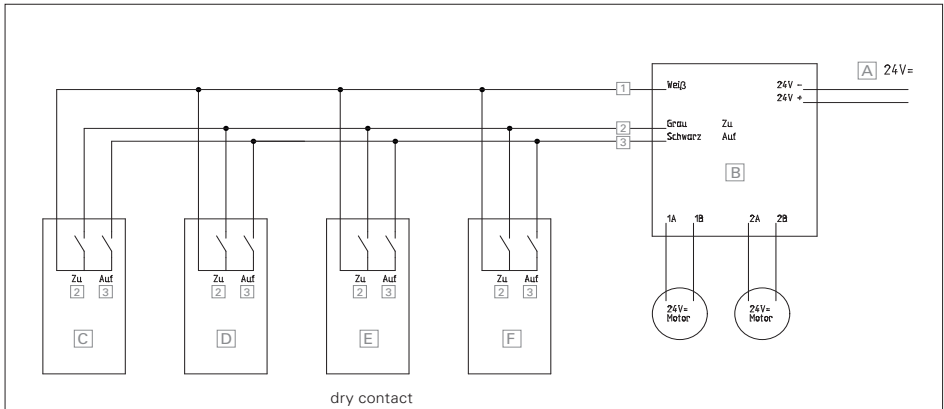 A 24V=
1 Weiß 24V -
24V +
2 Grau Zu
3 Schwarz Auf
B
1A 1B 2A 2B
Zu Auf Zu Auf Zu Auf Zu Auf
2 3 2 3 2 3 2 3
24V= Motor 24V= Motor
C D E F
dry contact